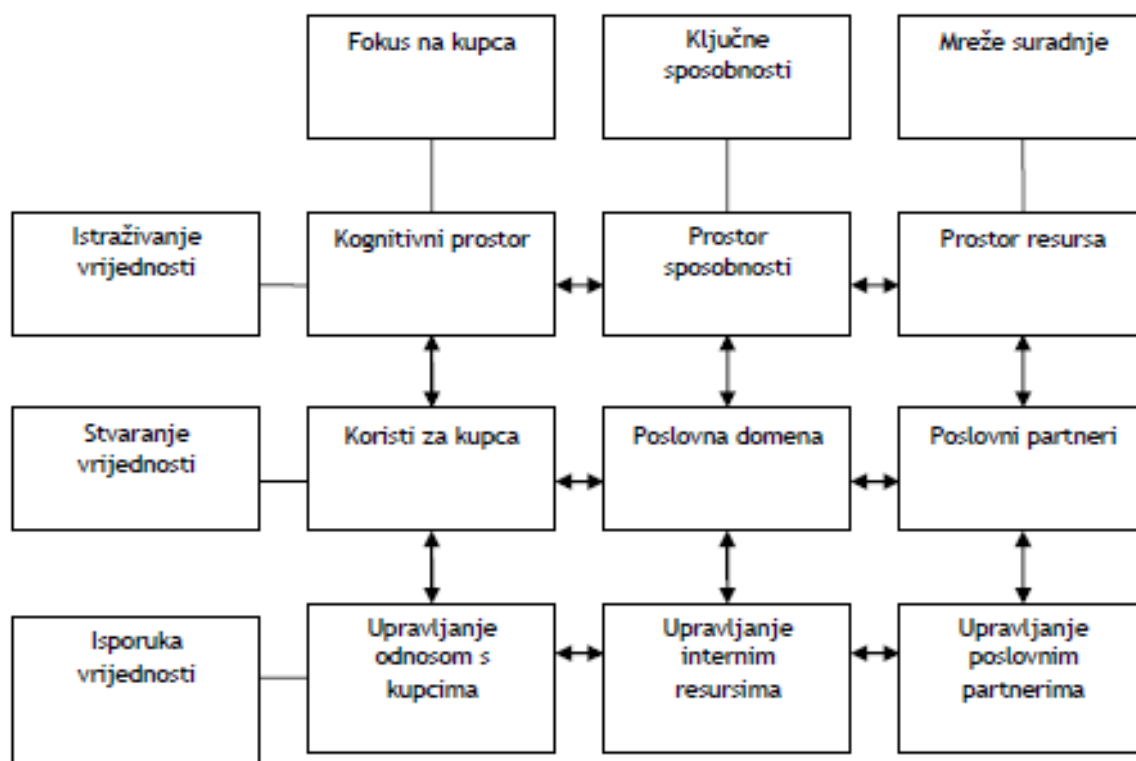 Fokus na kupca
Ključne
sposobnosti
Mreže suradnje
Istraživanje
vrijednosti
Kognitivni prostor
Prostor
sposobnosti
Prostor resursa
Stvaranje
vrijednosti
Koristi za kupca
Poslovna domena
Poslovni partneri
Isporuka
vrijednosti
Upravljanje
odnosom s
kupcima
Upravljanje
internim
resursima
Upravljanje
poslovnim
partnerima